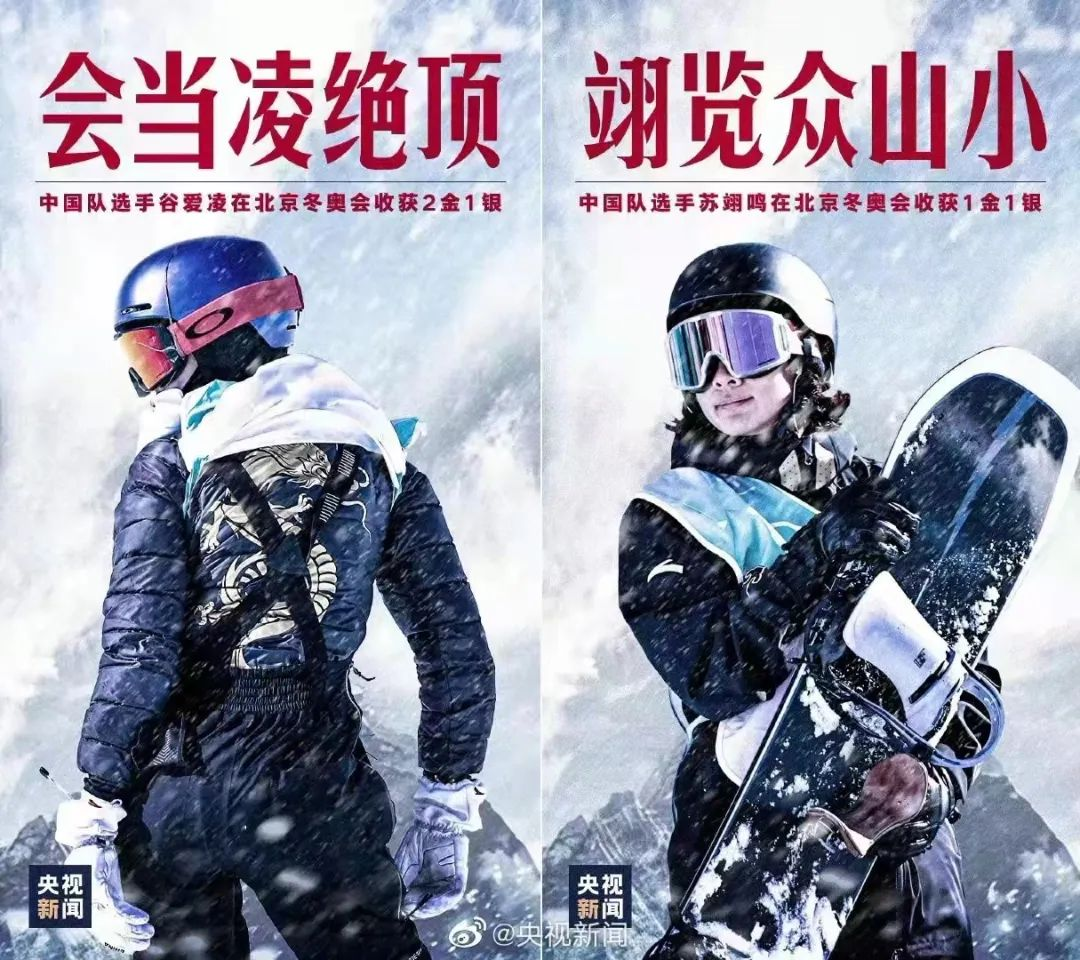 会当凌绝顶
中国队选手谷爱凌在北京冬奥会收获2金1银
翊览众山小
中国队选手苏翊鸣在北京冬奥会收获1金1银
央视
新闻
央视
新闻
@央视新闻